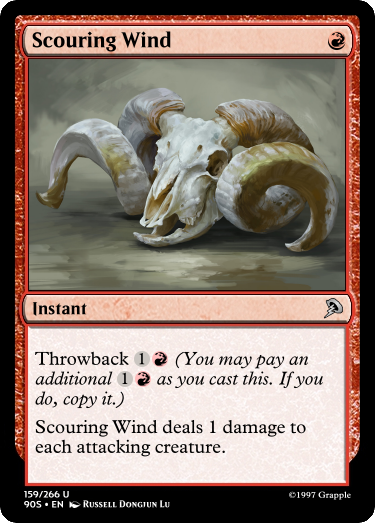 Scouring Wind
Instant
Throwback 1 (You may pay an
additional 1 as you cast this. If you
do, copy it.)
Scouring Wind deals 1 damage to
each attacking creature.
159/266 U
90S • EN Russell Dongjun Lu
©1997 Grapple